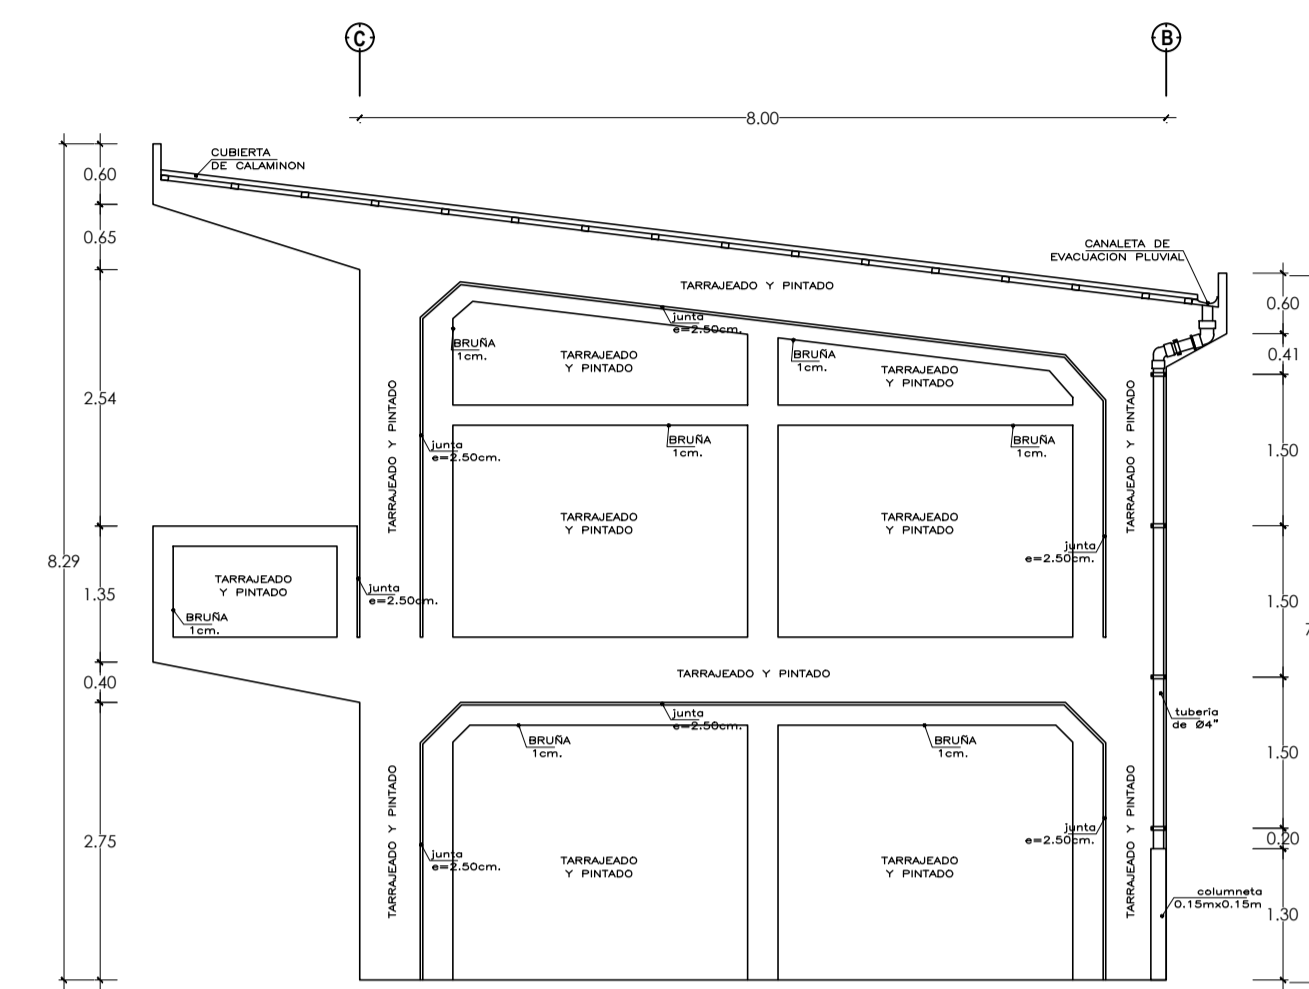 C
B
8.00
CUBIERTA
DE CALAMINON
0.60
0.65
2.54
8.29
1.35
0.40
2.75
CANALETA DE
EVACUACION PLUVIAL
TARRAJEADO Y PINTADO
junta
e=2.50cm.
BRUÑA
1cm.
TARRAJEADO
Y PINTADO
BRUÑA
1cm.
TARRAJEADO
Y PINTADO
TARRAJEADO Y PINTADO
TARRAJEADO Y PINTADO
junta
e=2.50cm.
BRUÑA
1cm.
BRUÑA
1cm.
TARRAJEADO
Y PINTADO
TARRAJEADO
Y PINTADO
junta
e=2.50cm.
TARRAJEADO
Y PINTADO
junta
e=2.50cm.
BRUÑA
1cm.
TARRAJEADO Y PINTADO
junta
e=2.50cm.
BRUÑA
1cm.
BRUÑA
1cm.
tuberia
de Ø4"
TARRAJEADO Y PINTADO
TARRAJEADO Y PINTADO
junta
e=2.50cm.
TARRAJEADO
Y PINTADO
TARRAJEADO
Y PINTADO
junta
e=2.50cm.
columneta
0.15mx0.15m
0.60
0.41
1.50
1.50
1.50
0.20
1.30